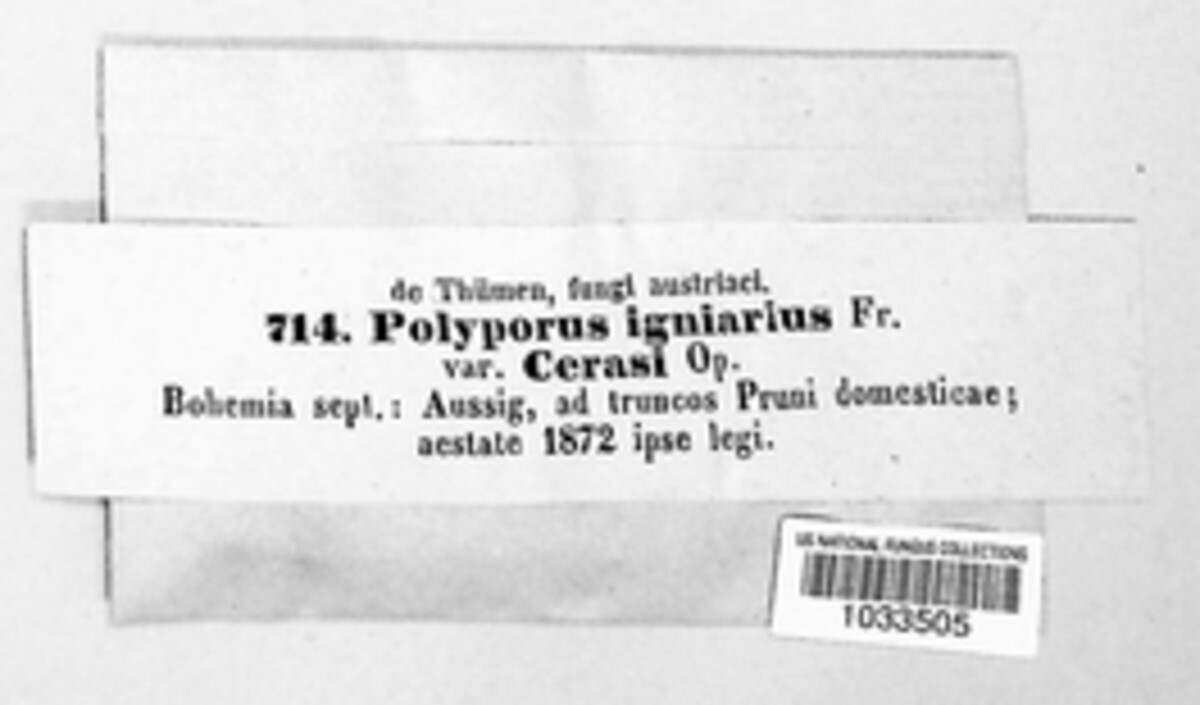 de Thümen, fungi austriaci.
714. Polyporus igniarius Fr.
var. Cerasi Op.
Bohemia sept.: Aussig, ad truncos Pruni domesticae;
aestate 1872 ipse legi.
US NATIONAL FUNGUS COLLECTIONS
1033505